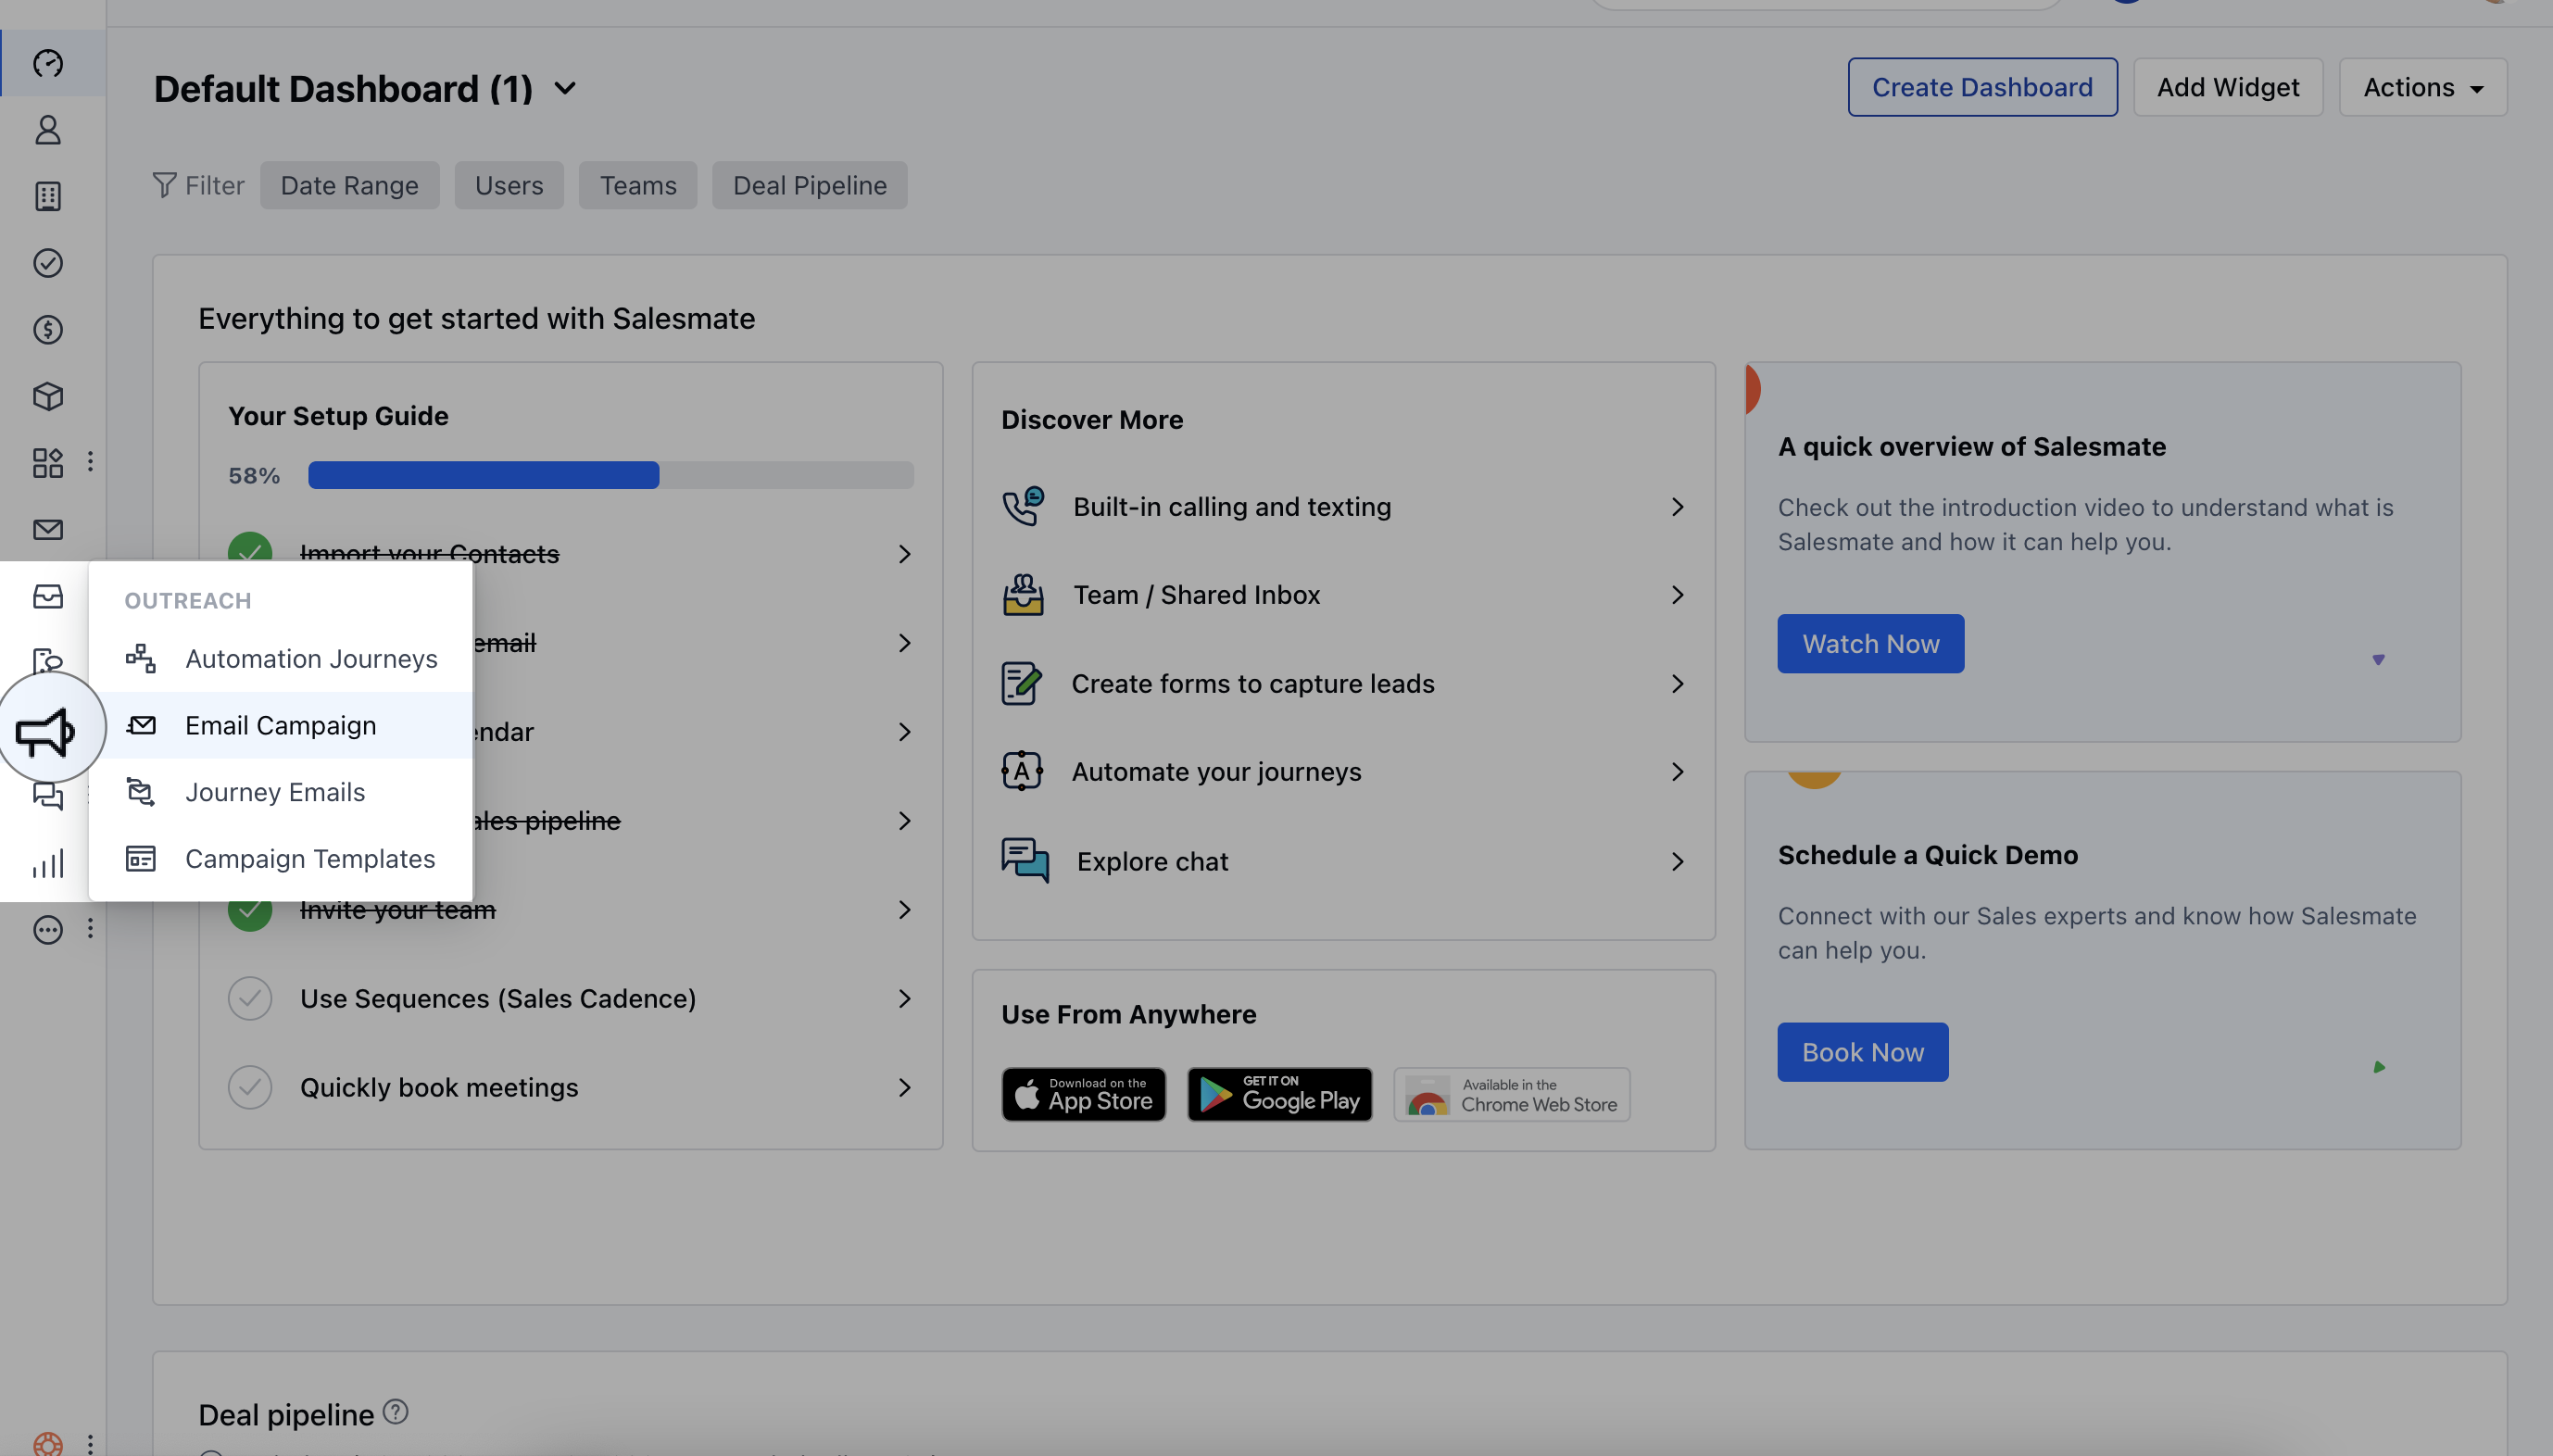 Default Dashboard (1)
Create Dashboard
Add Widget
Actions
Filter
Date Range
Users
Teams
Deal Pipeline
Everything to get started with Salesmate
Your Setup Guide
58%
Import your Contacts
email
ales pipeline
Invite your team
Use Sequences (Sales Cadence)
Quickly book meetings
OUTREACH
Automation Journeys
Email Campaign
Journey Emails
Campaign Templates
Discover More
Built-in calling and texting
Team / Shared Inbox
Create forms to capture leads
Automate your journeys
Explore chat
Use From Anywhere
Download on the
App Store
GET IT ON
Google Play
Available in the
Chrome Web Store
A quick overview of Salesmate
Check out the introduction video to understand what is
Salesmate and how it can help you.
Watch Now
Schedule a Quick Demo
Connect with our Sales experts and know how Salesmate
can help you.
Book Now
Deal pipeline